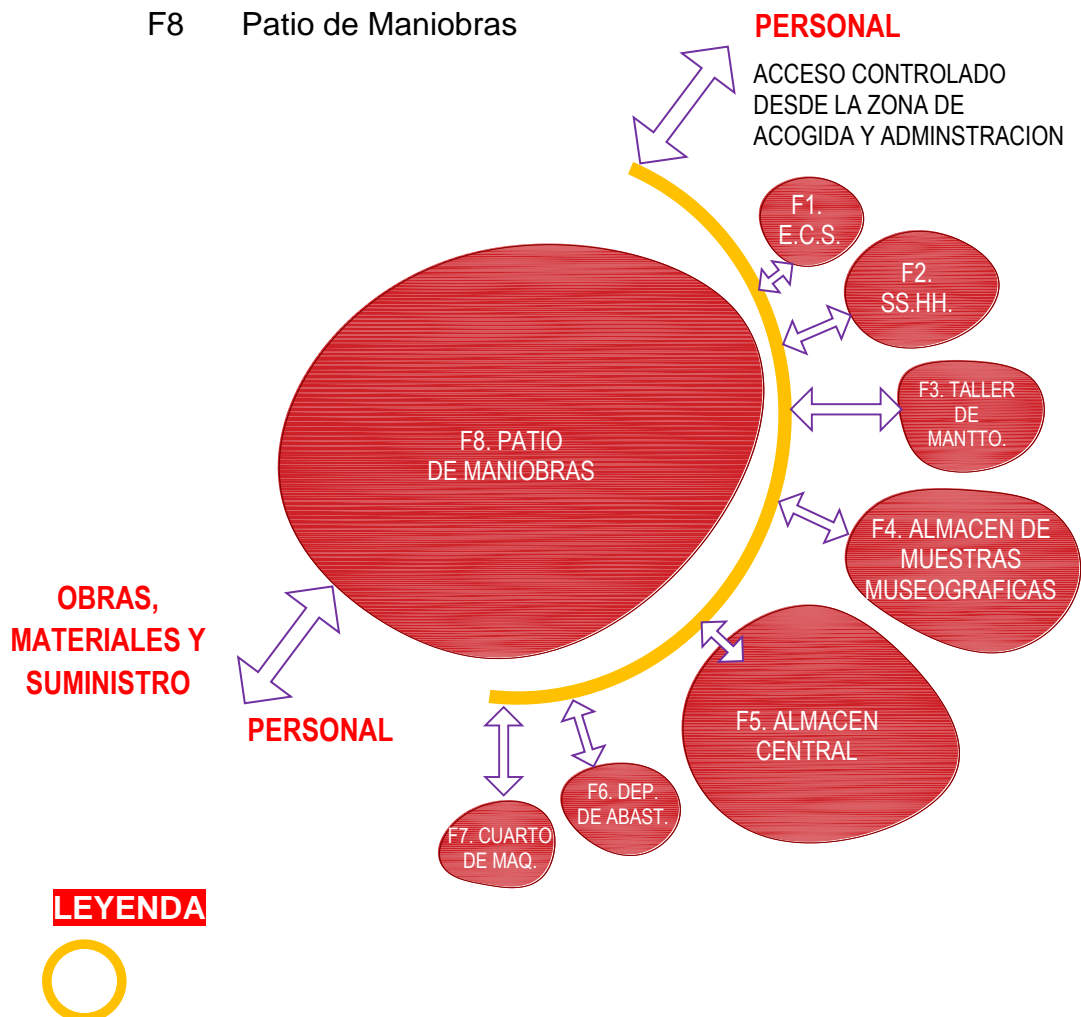 F8 Patio de Maniobras
PERSONAL
ACCESO CONTROLADO
DESDE LA ZONA DE
ACOGIDA Y ADMINSTRACION
F1.
E.C.S.
F2.
SS.HH.
F3. TALLER
DE
MANTTO.
F8. PATIO
DE MANIOBRAS
F4. ALMACEN DE
MUESTRAS
MUSEOGRAFICAS
OBRAS,
MATERIALES Y
SUMINISTRO
PERSONAL
F5. ALMACEN
CENTRAL
F6. DEP.
DE ABAST.
F7. CUARTO
DE MAQ.
LEYENDA